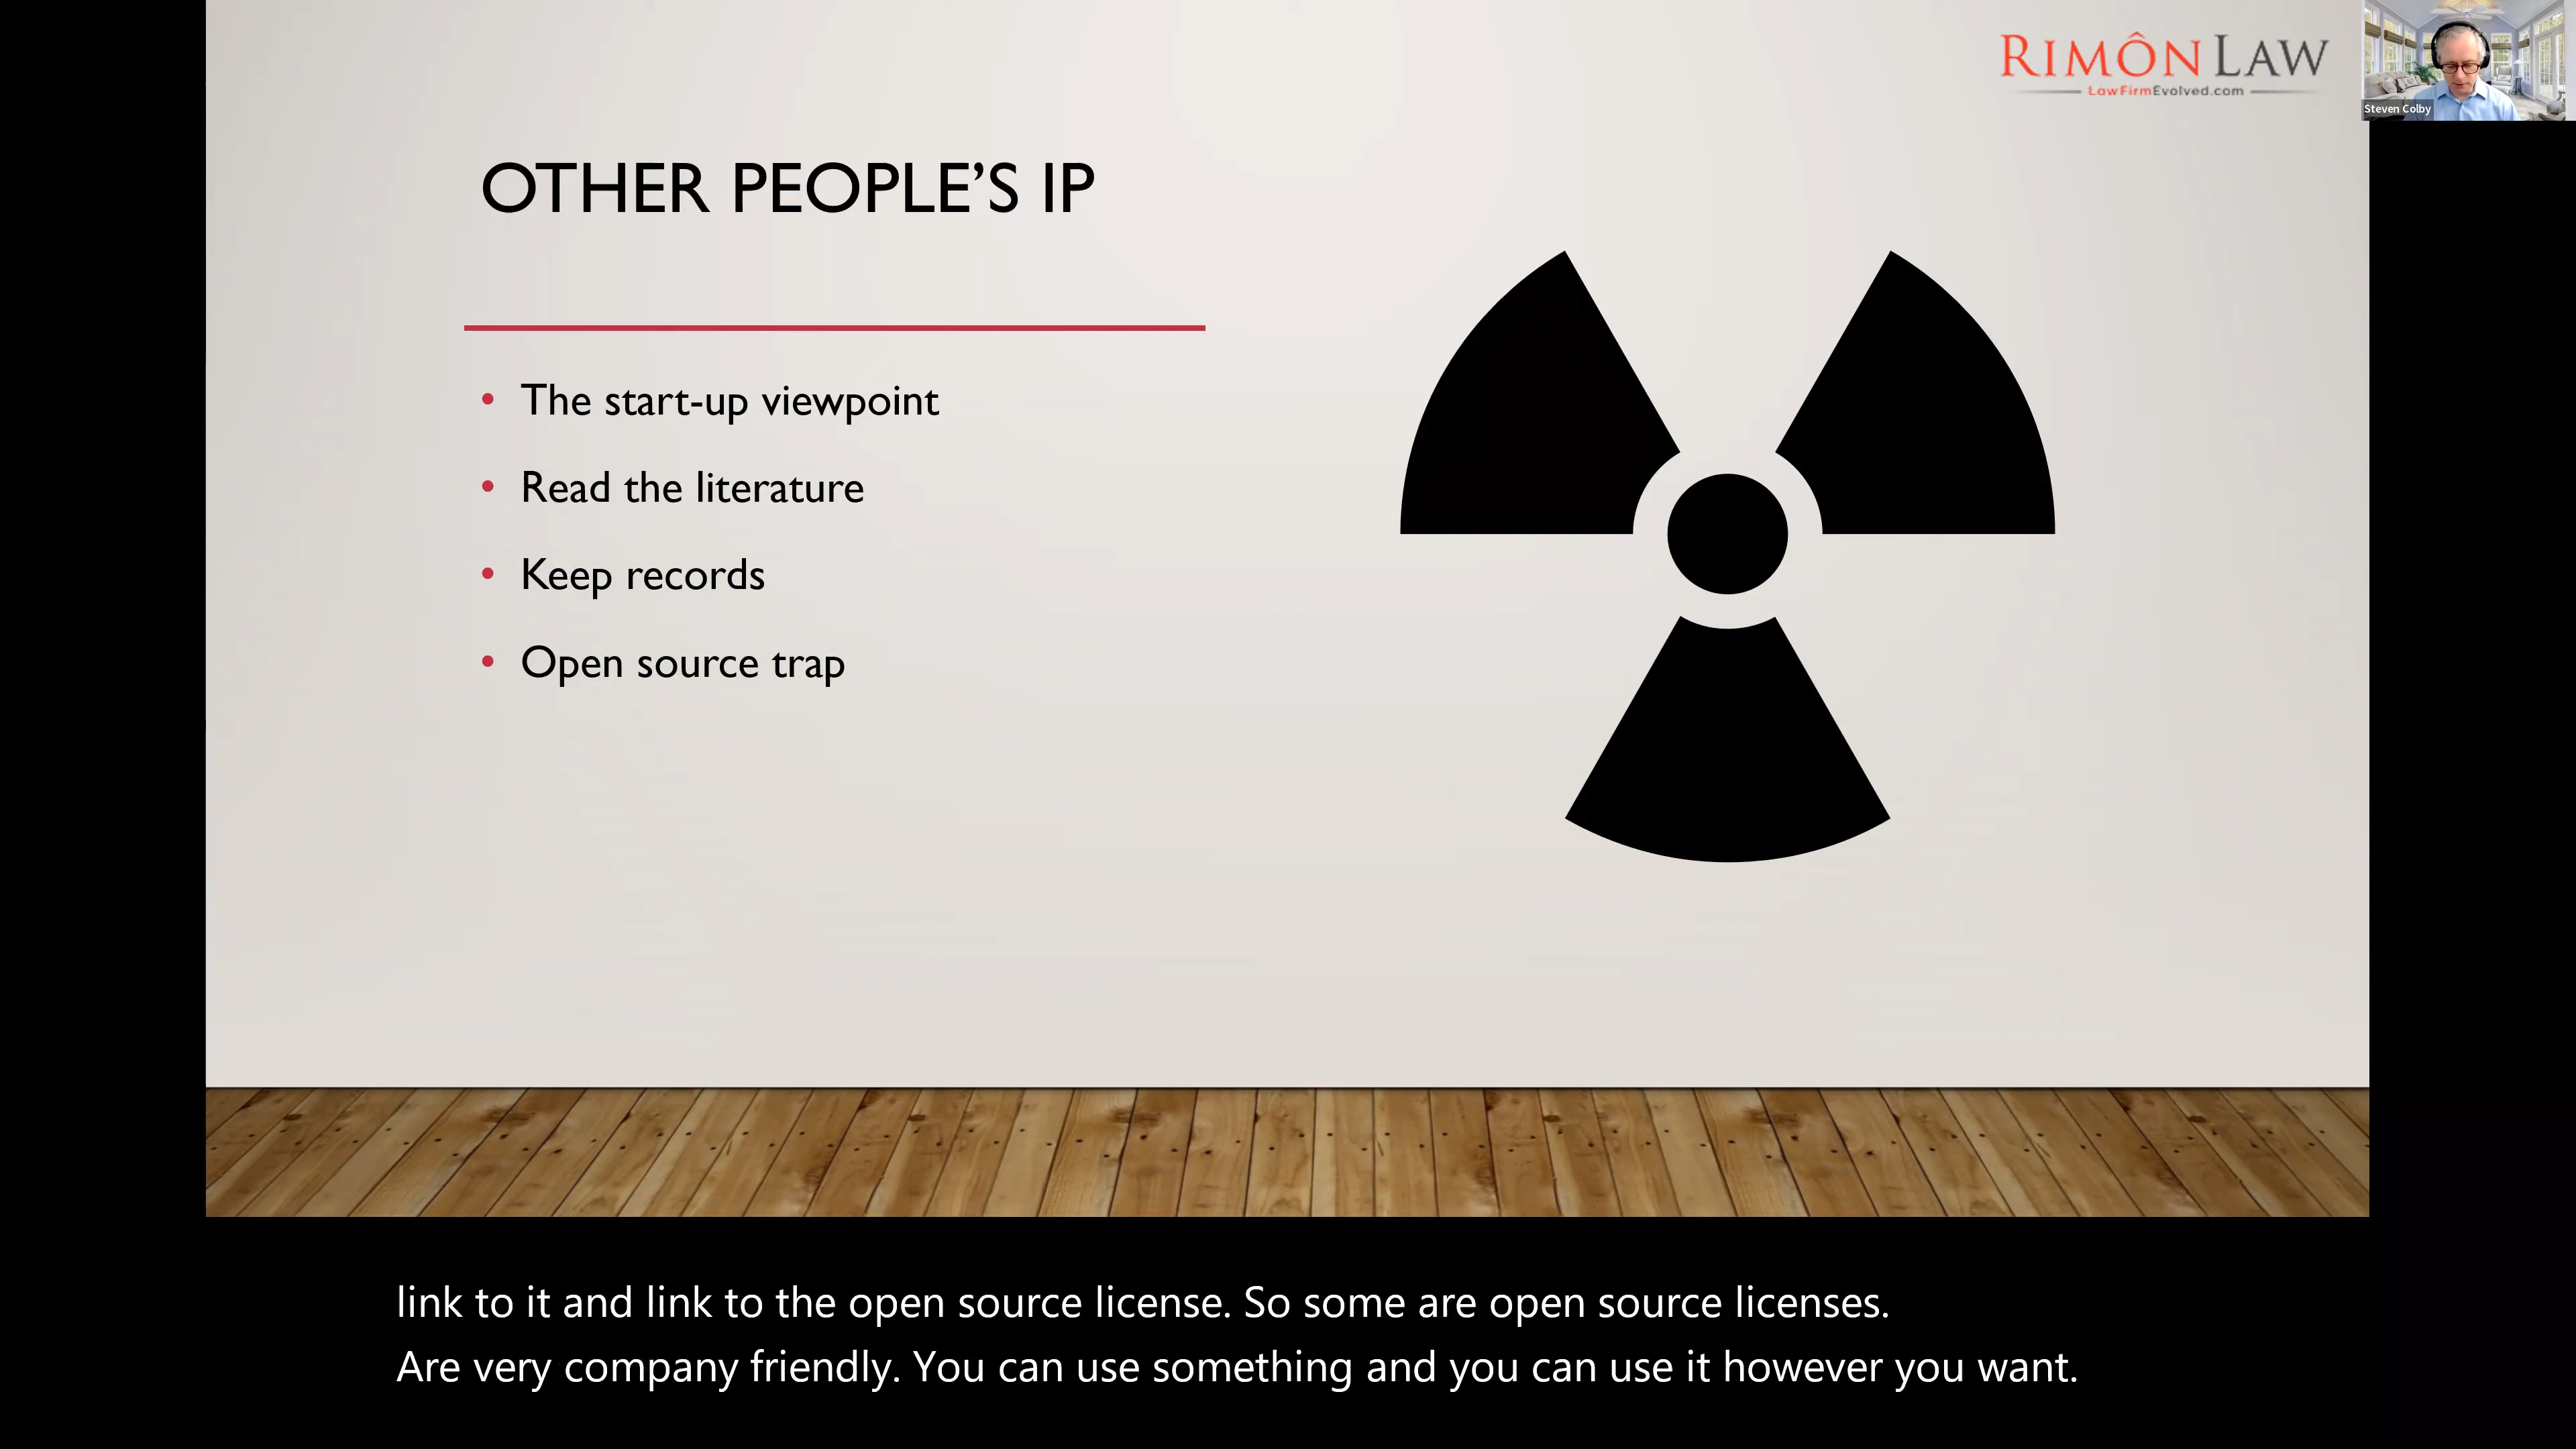 RIMÔN LAW
LawFirmEvolved.com
Steven Colby
OTHER PEOPLE’S IP
• The start-up viewpoint
• Read the literature
• Keep records
• Open source trap
link to it and link to the open source license. So some are open source licenses.
Are very company friendly. You can use something and you can use it however you want.